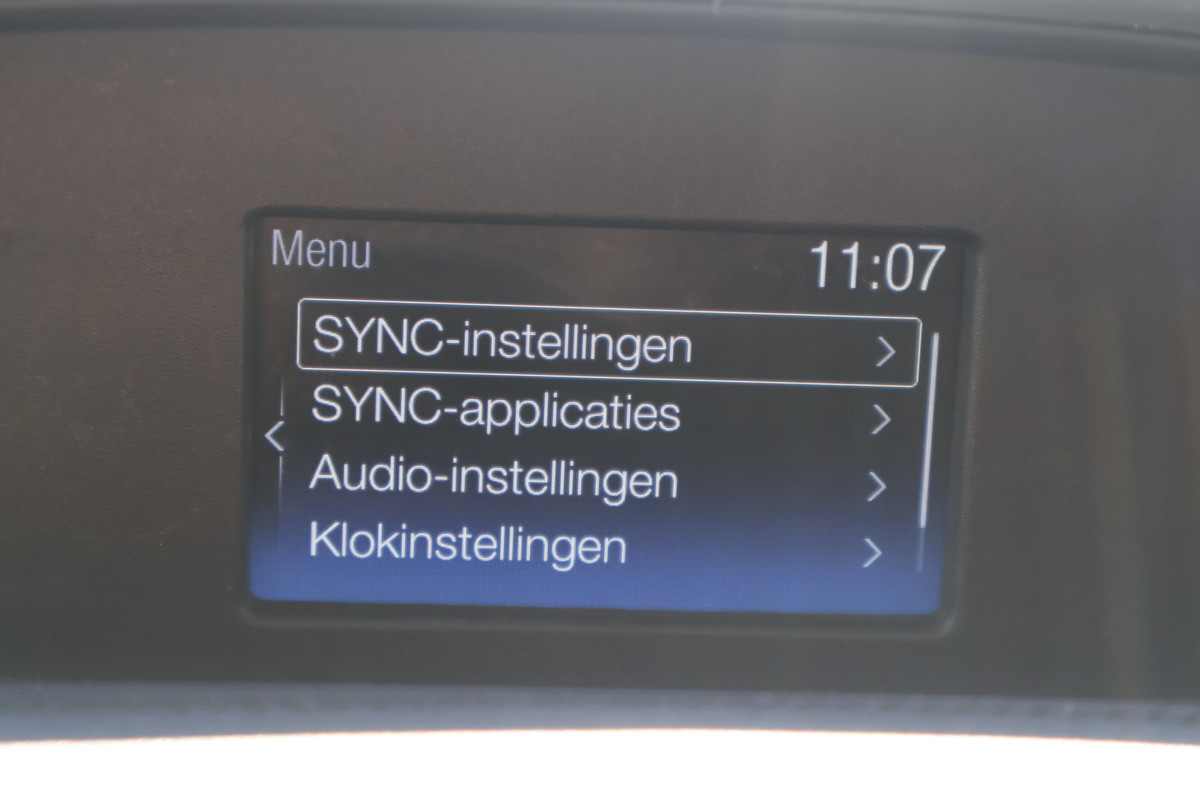 Menu 11:07
SYNC-instellingen
SYNC-applicaties
Audio-instellingen
Klokinstellingen